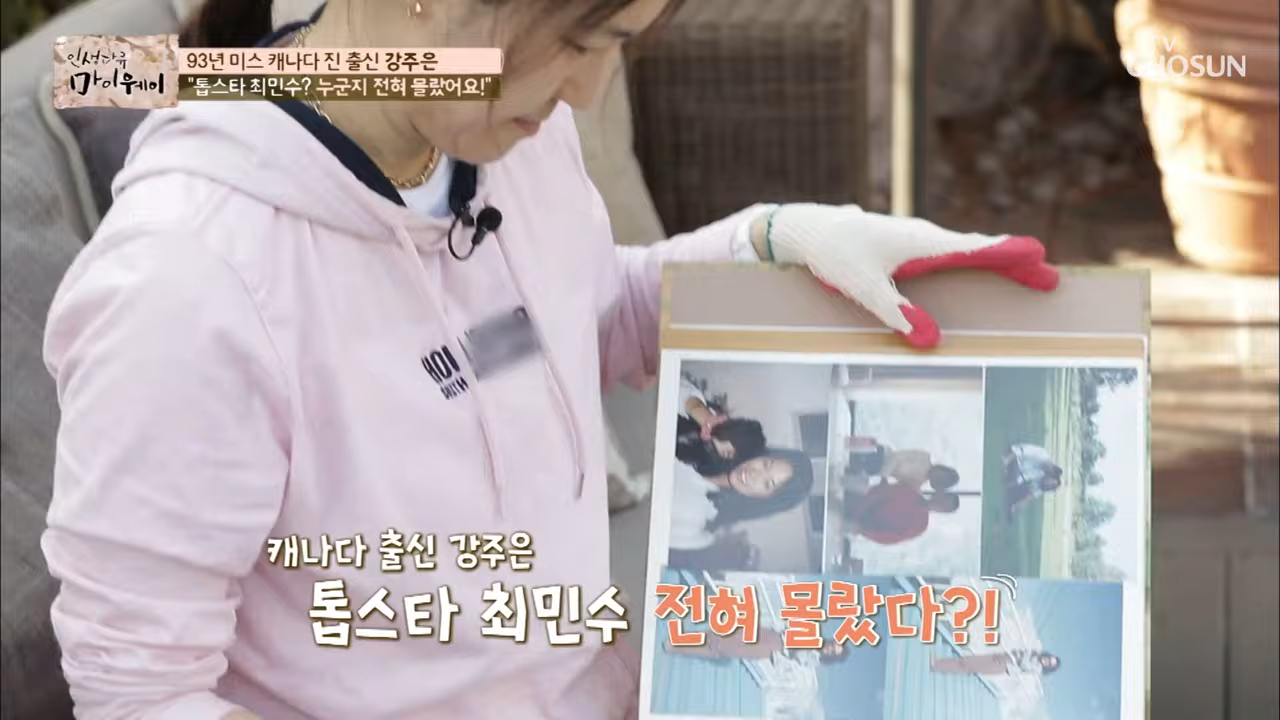 인생다큐
마이웨이
93년 미스 캐나다 진 출신 강주은
"톱스타 최민수? 누군지 전혀 몰랐어요!"
TV CHOSUN
HOU
WITH
캐나다 출신 강주은
톱스타 최민수 전혀 몰랐다?!